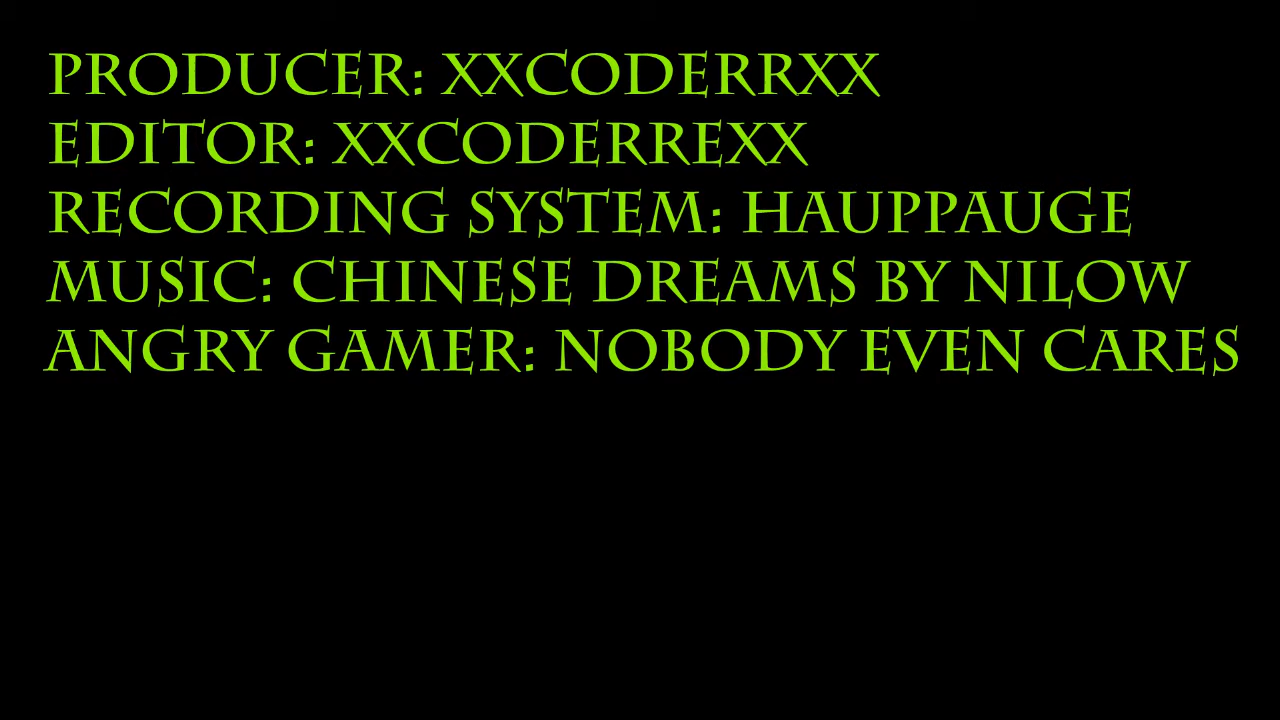 PRODUCER: XXCODERRXX
EDITOR: XXCODERREXX
RECORDING SYSTEM: HAUPPAUGE
MUSIC: CHINESE DREAMS BY NILOW
ANGRY GAMER: NOBODY EVEN CARES